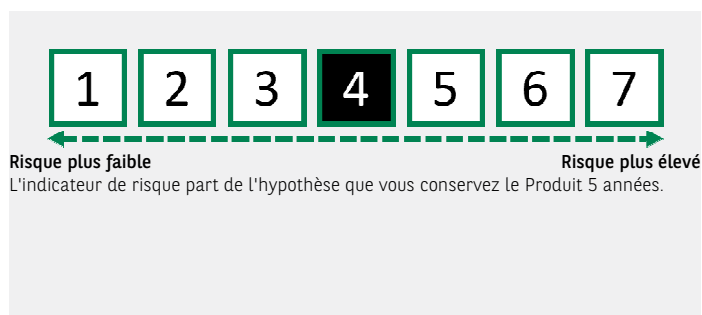 1 2 3 4 5 6 7
Risque plus faible Risque plus élevé
L'indicateur de risque part de l'hypothèse que vous conservez le Produit 5 années.